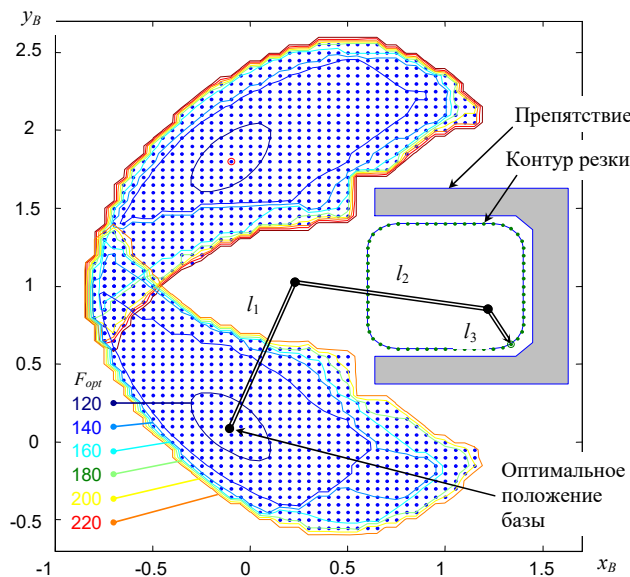 y_B
2.5
2
1.5
1
0.5
0
-0.5
Препятствие
Контур резки
l_1
l_2
l_3
F_opt
120
140
160
180
200
220
Оптимальное
положение
базы
-1
-0.5
0
0.5
1.0
1.5
x_B